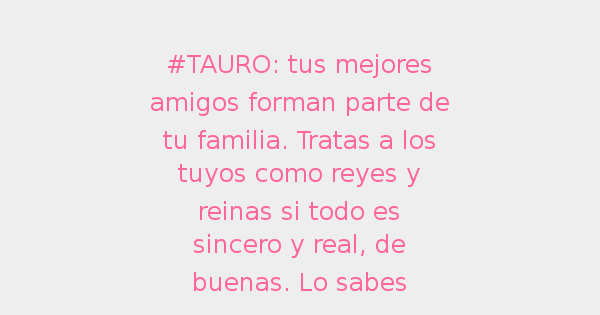 #TAURO: tus mejores
amigos forman parte de
tu familia. Tratas a los
tuyos como reyes y
reinas si todo es
sincero y real, de
buenas. Lo sabes